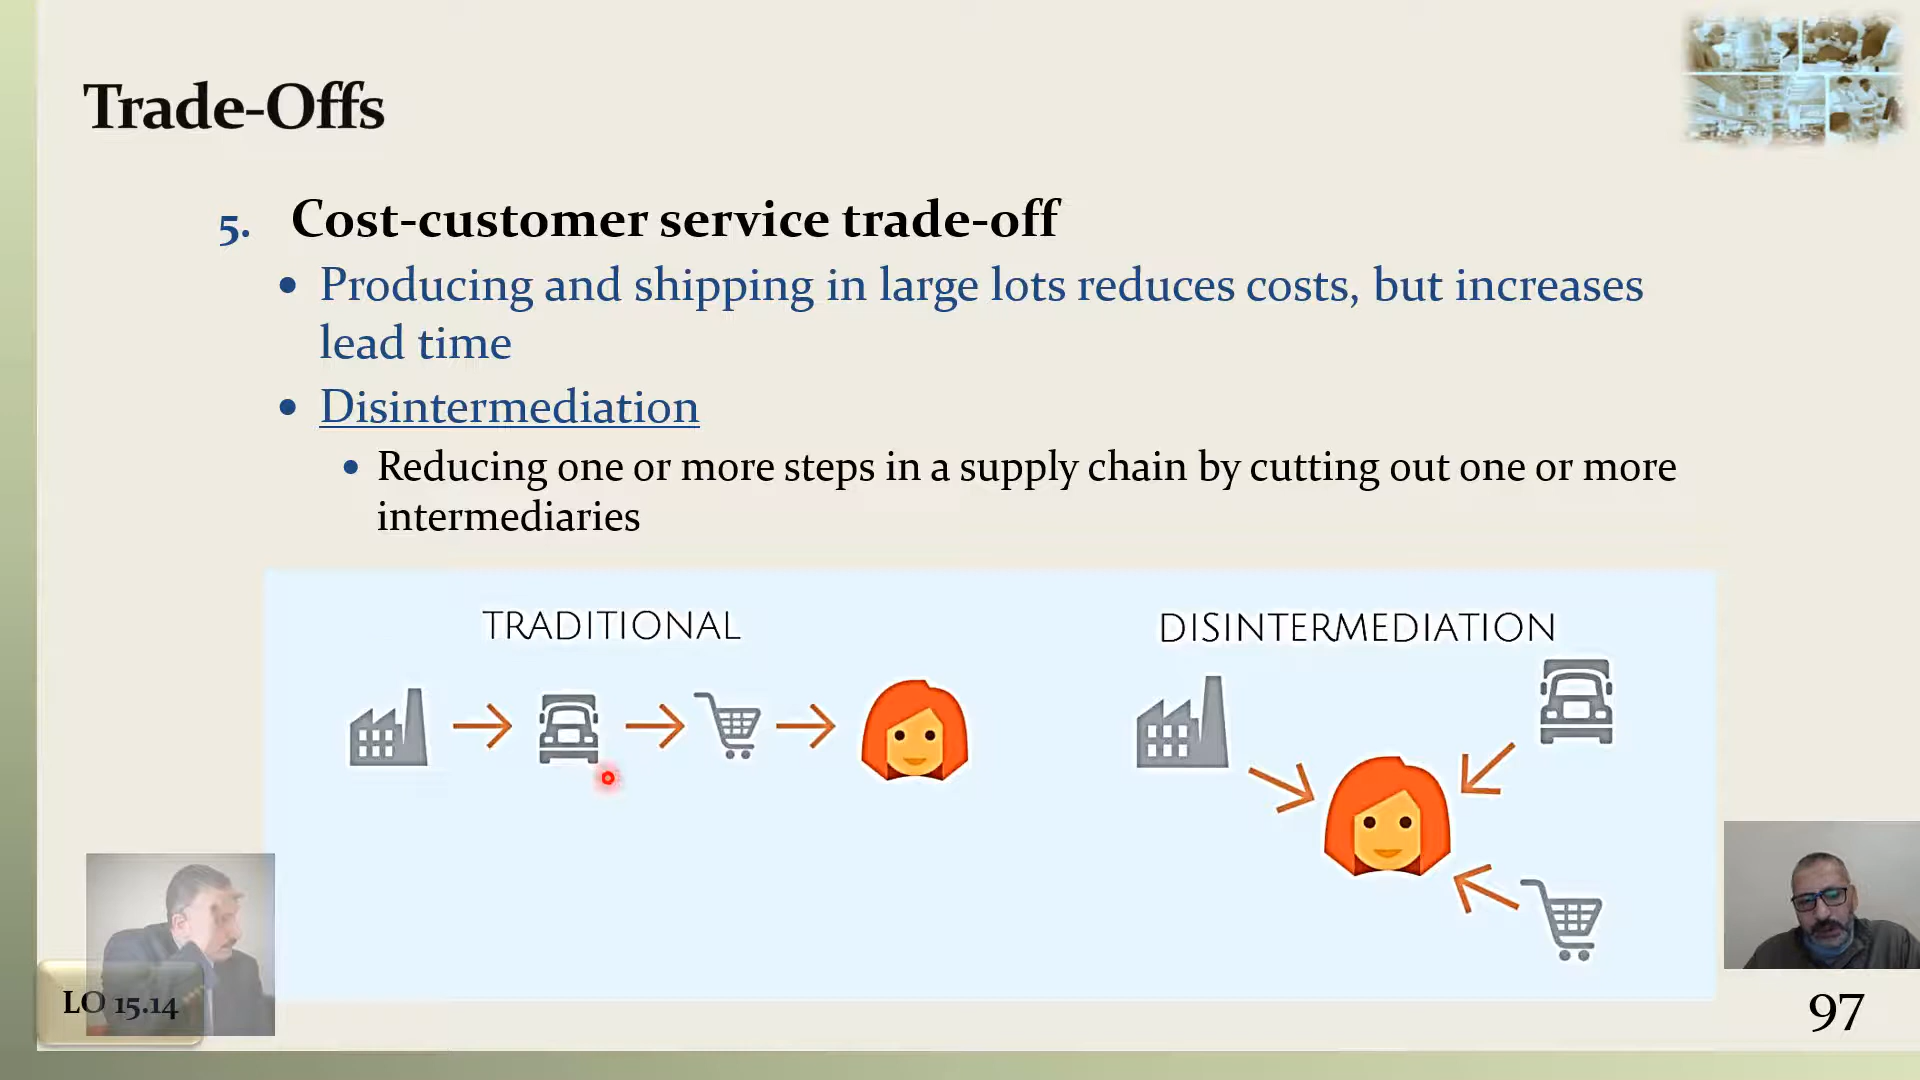 Trade-Offs
5. Cost-customer service trade-off
• Producing and shipping in large lots reduces costs, but increases
lead time
• Disintermediation
• Reducing one or more steps in a supply chain by cutting out one or more
intermediaries
TRADITIONAL
DISINTERMEDIATION
LO 15.14
97